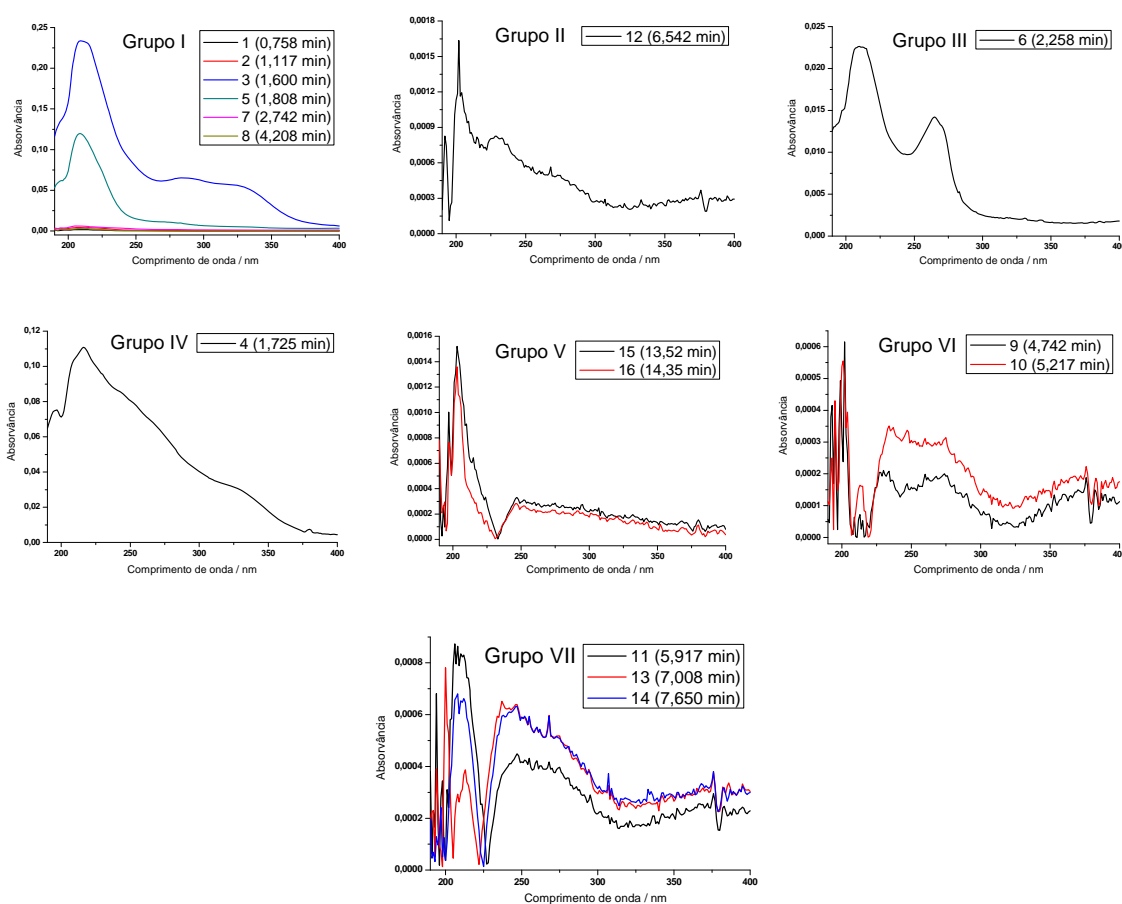 Grupo I
1 (0,758 min)
2 (1,117 min)
3 (1,600 min)
5 (1,808 min)
7 (2,742 min)
8 (4,208 min)
Absorvância
0,25
0,20
0,15
0,10
0,05
0,00
200 250 300 350 400
Comprimento de onda / nm
Grupo II
12 (6,542 min)
Absorvância
0,0018
0,0015
0,0012
0,0009
0,0006
0,0003
0,0000
200 250 300 350 400
Comprimento de onda / nm
Grupo III
6 (2,258 min)
Absorvância
0,025
0,020
0,015
0,010
0,005
0,000
200 250 300 350 400
Comprimento de onda / nm
Grupo IV
4 (1,725 min)
Absorvância
0,12
0,10
0,08
0,06
0,04
0,02
0,00
200 250 300 350 400
Comprimento de onda / nm
Grupo V
15 (13,52 min)
16 (14,35 min)
Absorvância
0,0016
0,0014
0,0012
0,0010
0,0008
0,0006
0,0004
0,0002
0,0000
200 250 300 350 400
Comprimento de onda / nm
Grupo VI
9 (4,742 min)
10 (5,217 min)
Absorvância
0,0006
0,0005
0,0004
0,0003
0,0002
0,0001
0,0000
200 250 300 350 400
Comprimento de onda / nm
Grupo VII
11 (5,917 min)
13 (7,008 min)
14 (7,650 min)
Absorvância
0,0008
0,0006
0,0004
0,0002
0,0000
200 250 300 350 400
Comprimento de onda / nm